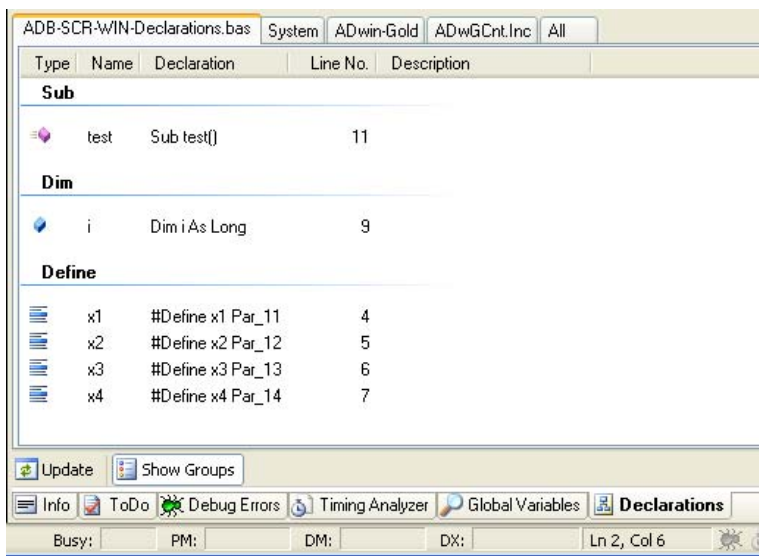 ADB-SCR-WIN-Declarations.bas System ADwin-Gold ADwGCnt.Inc All
Type Name Declaration Line No. Description
Sub
test Sub test() 11
Dim
i Dim i As Long 9
Define
x1 #Define x1 Par_11 4
x2 #Define x2 Par_12 5
x3 #Define x3 Par_13 6
x4 #Define x4 Par_14 7
Update Show Groups
Info ToDo Debug Errors Timing Analyzer Global Variables Declarations
Busy: PM: DM: DX: Ln 2, Col 6